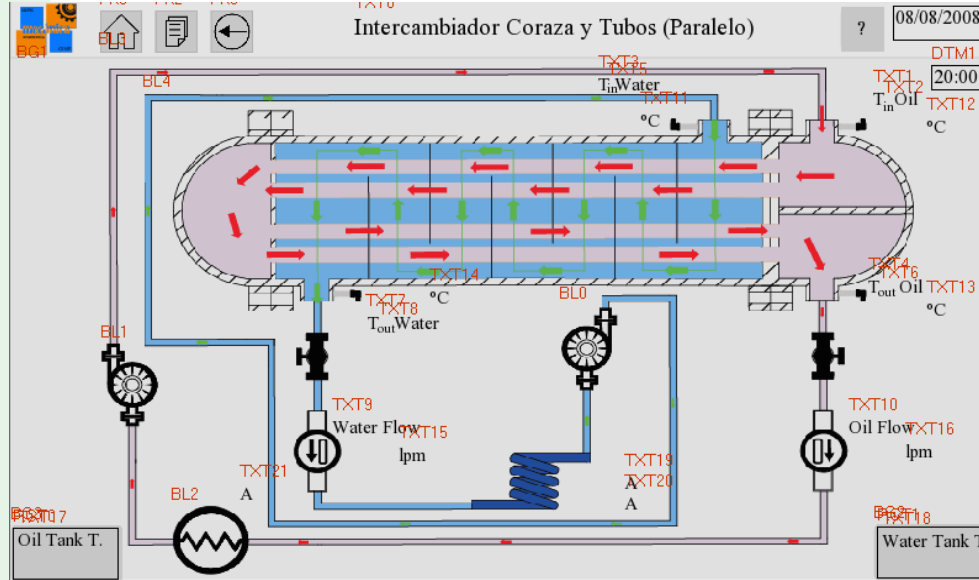 Intercambiador Coraza y Tubos (Paralelo)
?
08/08/2008
BG1
BL3
DTM1
20:00
BL4
TXT3
TinWater
TXT11
°C
TXT1
TXT2
TinOil
TXT12
°C
TXT14
°C
BL0
TXT4
TXT6
Tout Oil
TXT13
°C
TXT7
TXT8
ToutWater
BL1
TXT9
Water Flow
TXT15
lpm
TXT10
Oil Flow
TXT16
lpm
TXT21
A
TXT19
A
TXT20
A
BL2
TXT17
Oil Tank T.
TXT18
Water Tank T